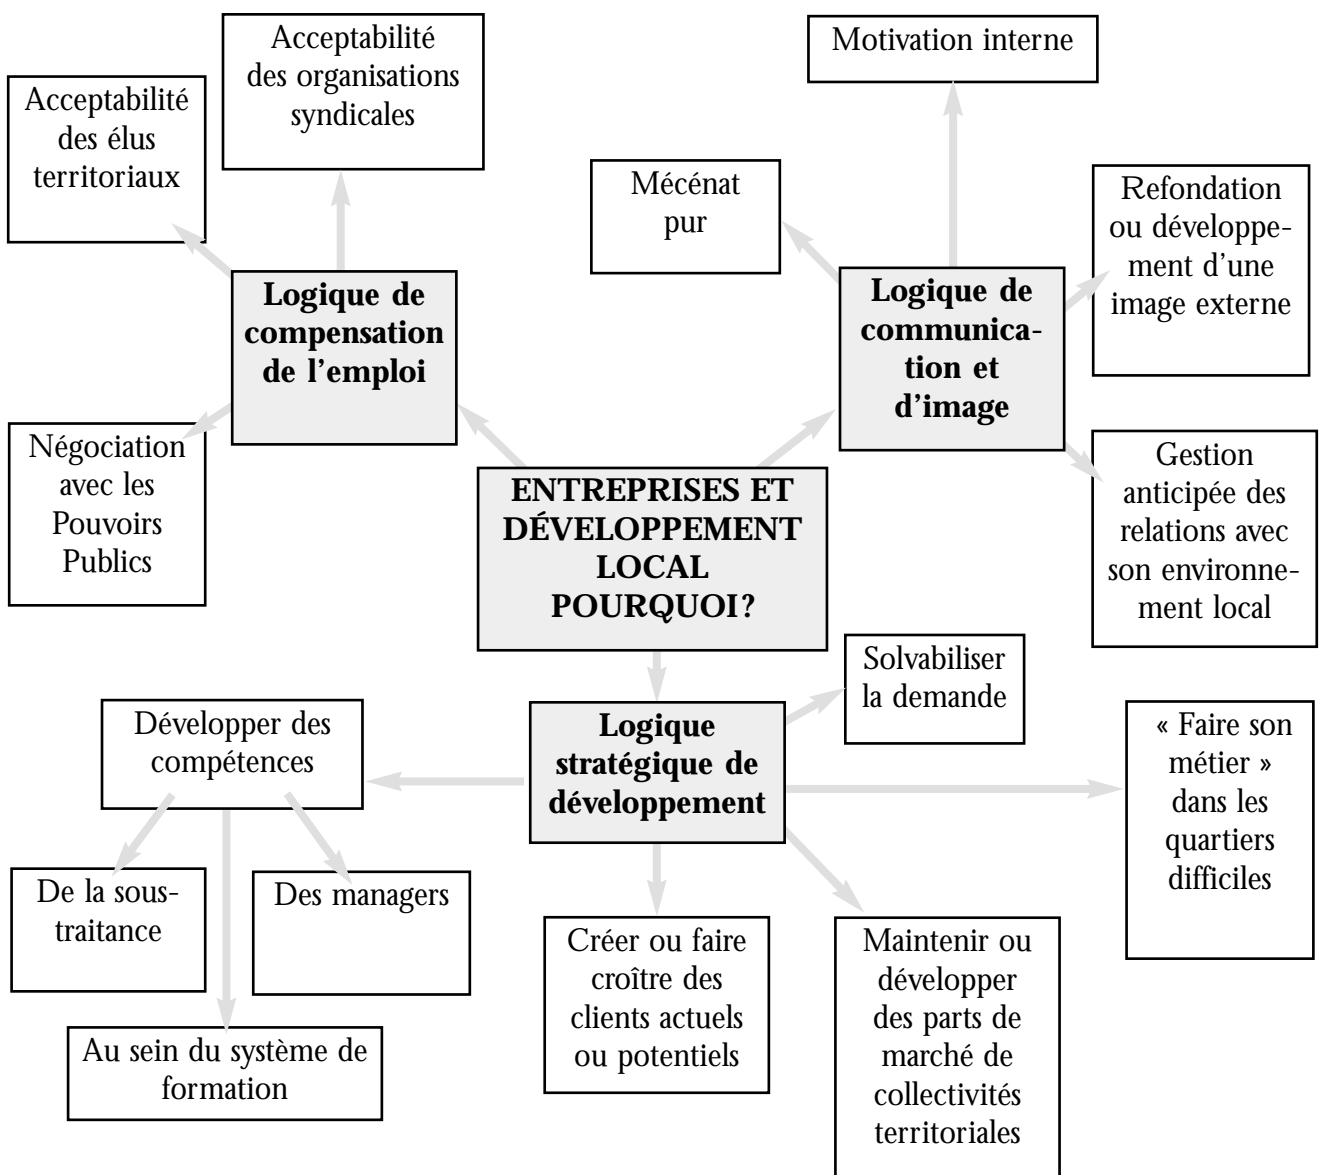 Acceptabilité
des organisations
syndicales
Motivation interne
Acceptabilité
des élus
territoriaux
Mécénat
pur
Refondation
ou développe-
ment d’une
image externe
Logique de
compensation
de l’emploi
Logique de
communica-
tion et
d’image
Négociation
avec les
Pouvoirs
Publics
Gestion
anticipée des
relations avec
son environne-
ment local
ENTREPRISES ET
DÉVELOPPEMENT
LOCAL
POURQUOI?
Solvabiliser
la demande
Développer des
compétences
Logique
stratégique de
développement
« Faire son
métier »
dans les
quartiers
difficiles
De la sous-
traitance
Des managers
Créer ou faire
croître des
clients actuels
ou potentiels
Maintenir ou
développer
des parts de
marché de
collectivités
territoriales
Au sein du système de
formation